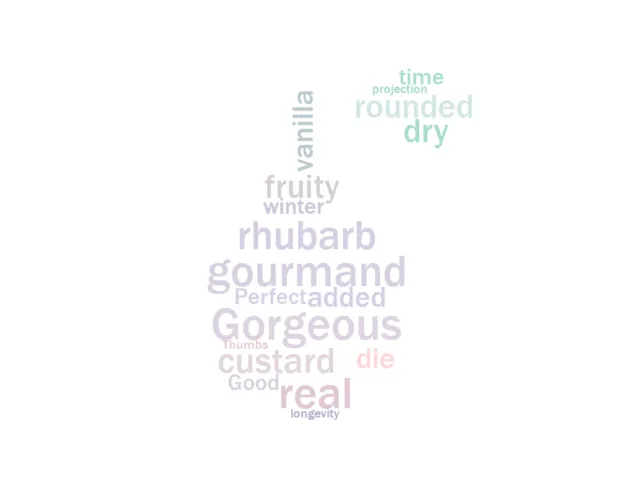 time
projection
rounded
dry
vanilla
fruity
winter
rhubarb
gourmand
Perfect added
Gorgeous
Thumbs
custard die
Good
real
longevity